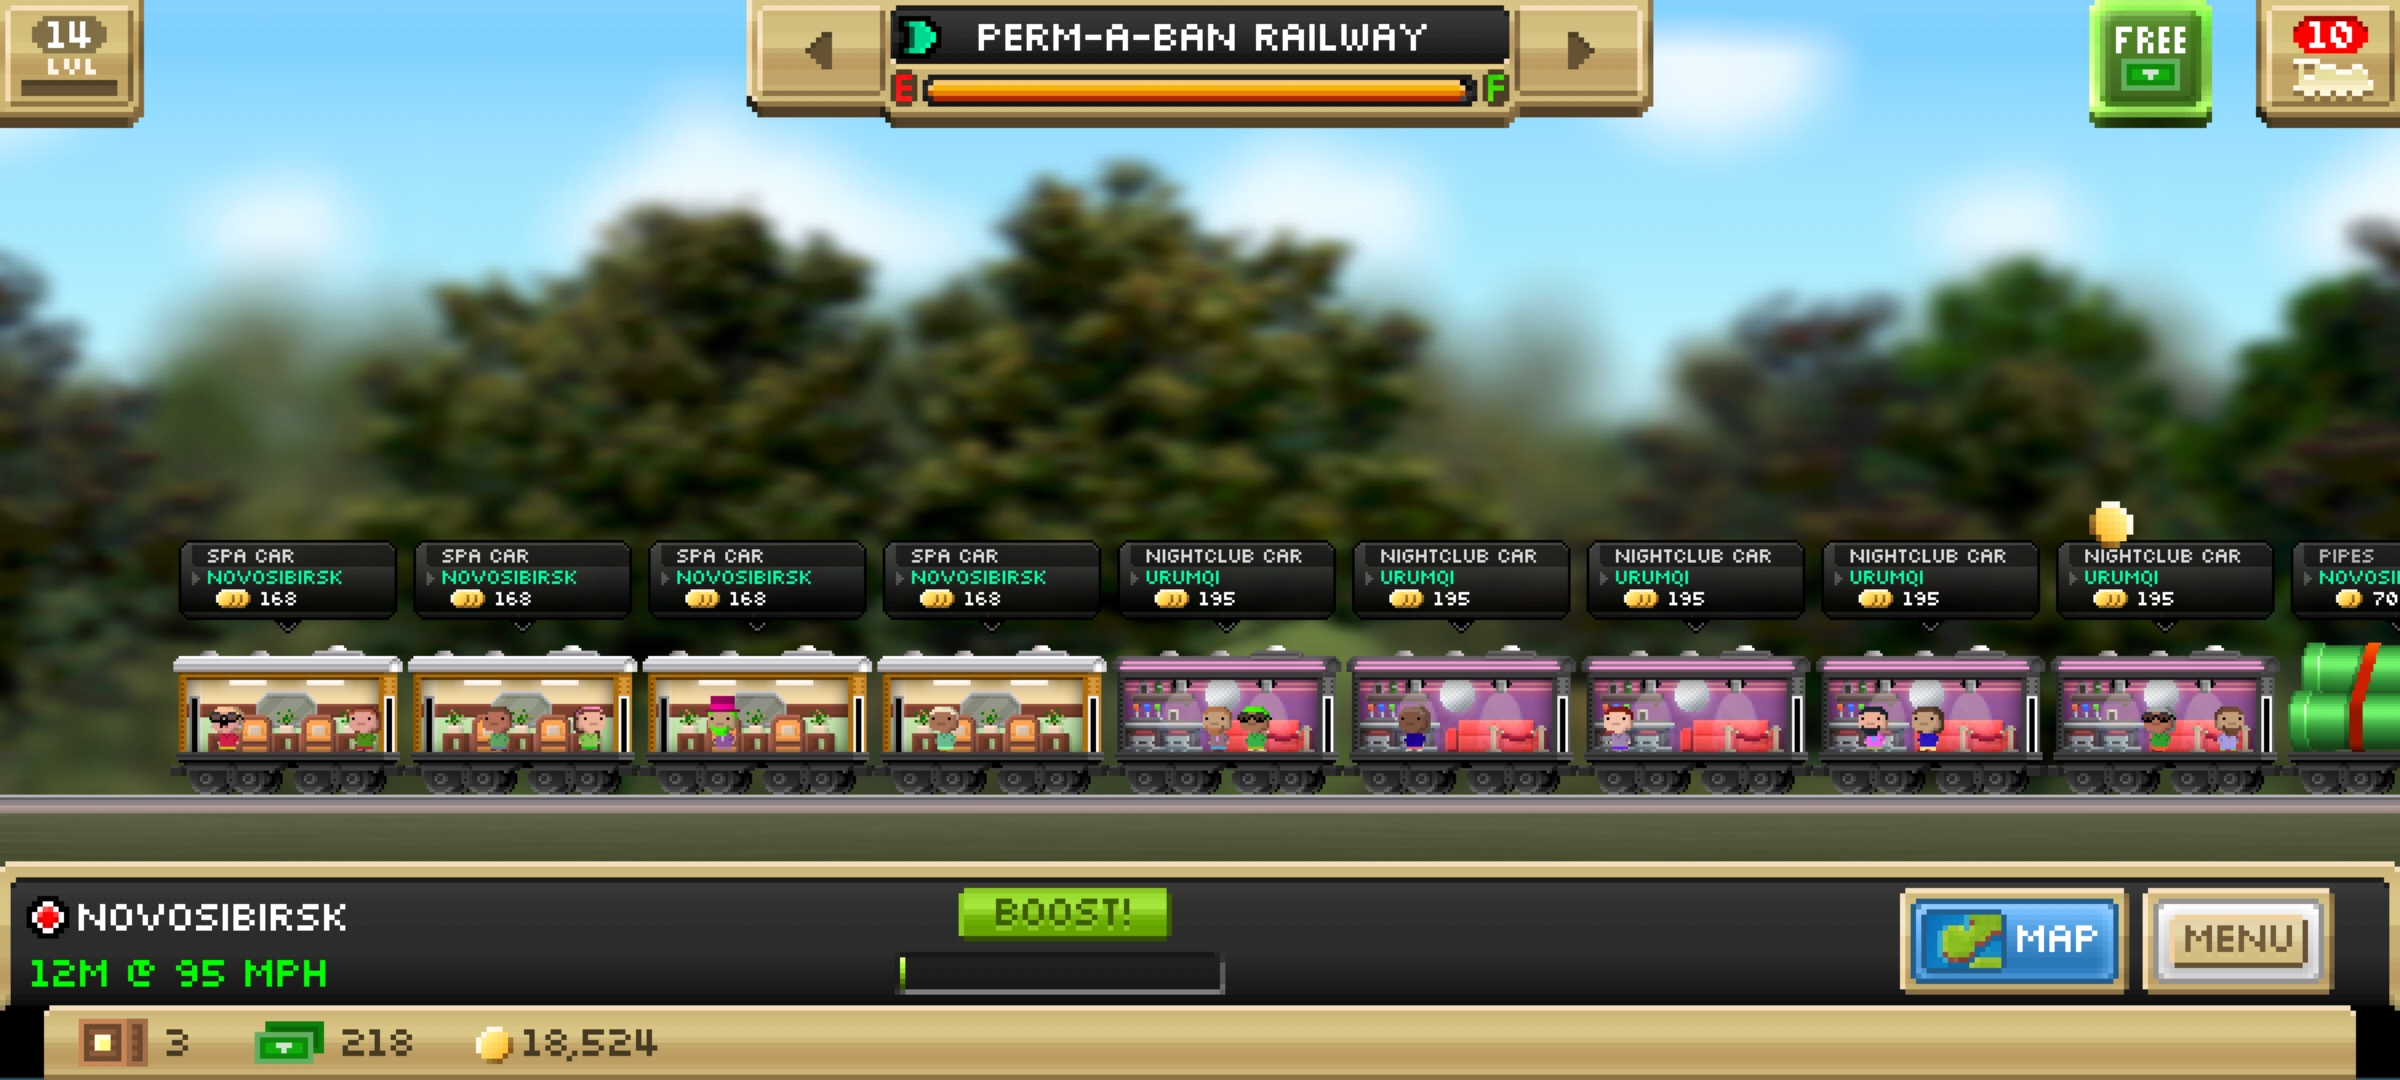 14
LVL
PERM-A-BAN RAILWAY
E F
FREE
10
SPA CAR
NOVOSIBIRSK
168
SPA CAR
NOVOSIBIRSK
168
SPA CAR
NOVOSIBIRSK
168
SPA CAR
NOVOSIBIRSK
168
NIGHTCLUB CAR
URUMQI
195
NIGHTCLUB CAR
URUMQI
195
NIGHTCLUB CAR
URUMQI
195
NIGHTCLUB CAR
URUMQI
195
NIGHTCLUB CAR
URUMQI
195
PIPES
70
NOVOSIBIRSK
12M @ 95 MPH
BOOST!
MAP
MENU
3
218
18,524